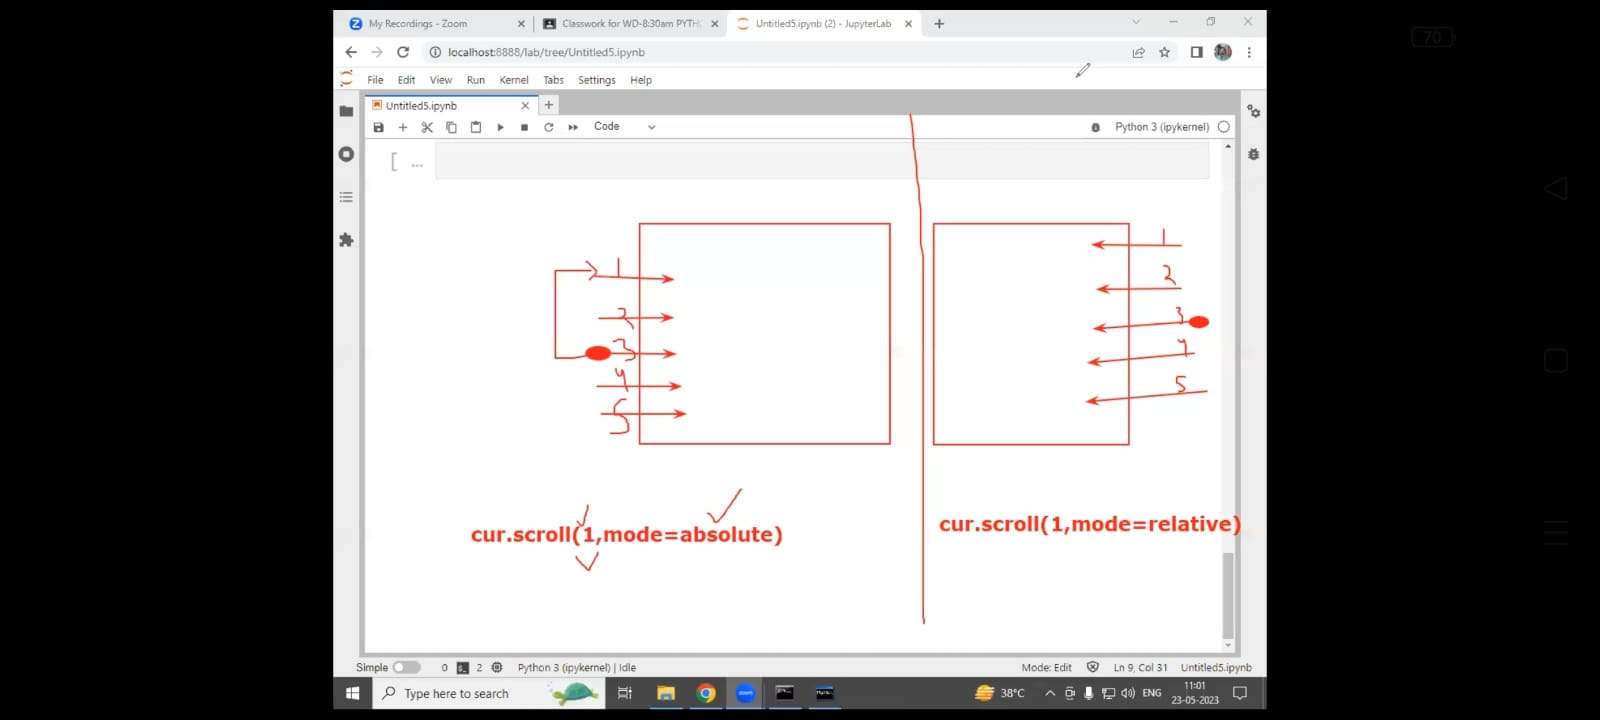 70
My Recordings - Zoom
Classwork for WD-8:30am PYTH
Untitled5.ipynb (2) - JupyterLab
localhost:8888/lab/tree/Untitled5.ipynb
File Edit View Run Kernel Tabs Settings Help
Untitled5.ipynb
Code
Python 3 (ipykernel)
[ ...
1
2
3
4
5
1
2
3
4
5
cur.scroll(1,mode=absolute)
cur.scroll(1,mode=relative)
Simple 0 2 Python 3 (ipykernel) | Idle Mode: Edit Ln 9, Col 31 Untitled5.ipynb
Type here to search 38°C ENG 11:01
23-05-2023